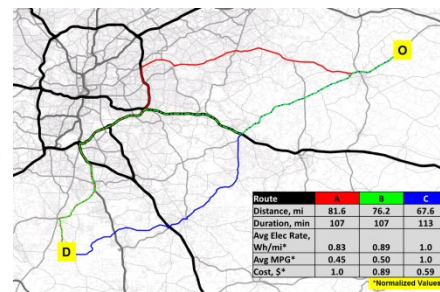 O
Route A B C
Distance, mi 81.6 76.2 67.6
Duration, min 107 107 113
Avg Elec Rate,
Wh/mi* 0.83 0.89 1.0
Avg MPG* 0.45 0.50 1.0
Cost, $* 1.0 0.89 0.59
D
*Normalized Values